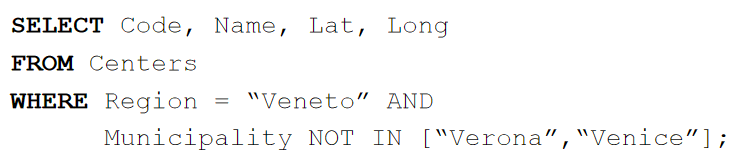 SELECT Code, Name, Lat, Long
FROM Centers
WHERE Region = “Veneto” AND
Municipality NOT IN [“Verona”,“Venice”];